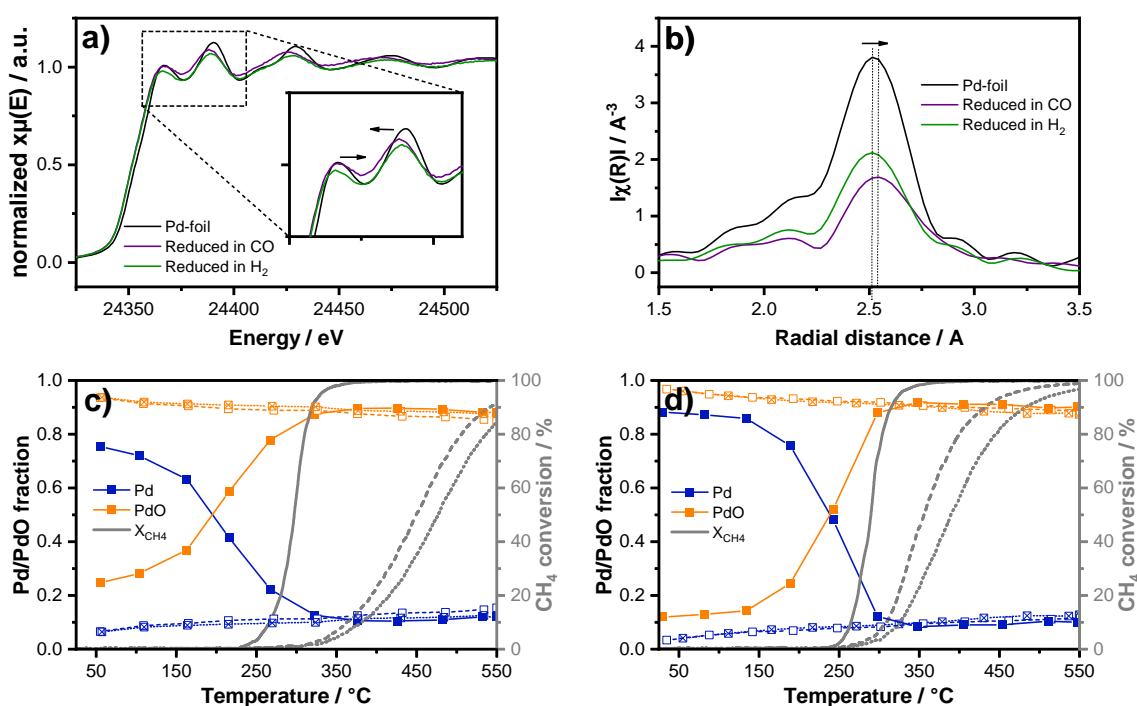 a)
normalized xμ(E) / a.u.
1.0
0.5
0.0
Pd-foil
Reduced in CO
Reduced in H₂
24350 24400 24450 24500
Energy / eV
b)
IX(R)I / A⁻³
4
3
2
1
0
Pd-foil
Reduced in CO
Reduced in H₂
1.5 2.0 2.5 3.0 3.5
Radial distance / A
c)
Pd/PdO fraction
1.0
0.8
0.6
0.4
0.2
0.0
Pd
PdO
X_CH4
100
80
60
40
20
0
CH₄ conversion / %
50 150 250 350 450 550
Temperature / °C
d)
Pd/PdO fraction
1.0
0.8
0.6
0.4
0.2
0.0
Pd
PdO
X_CH4
100
80
60
40
20
0
CH₄ conversion / %
50 150 250 350 450 550
Temperature / °C